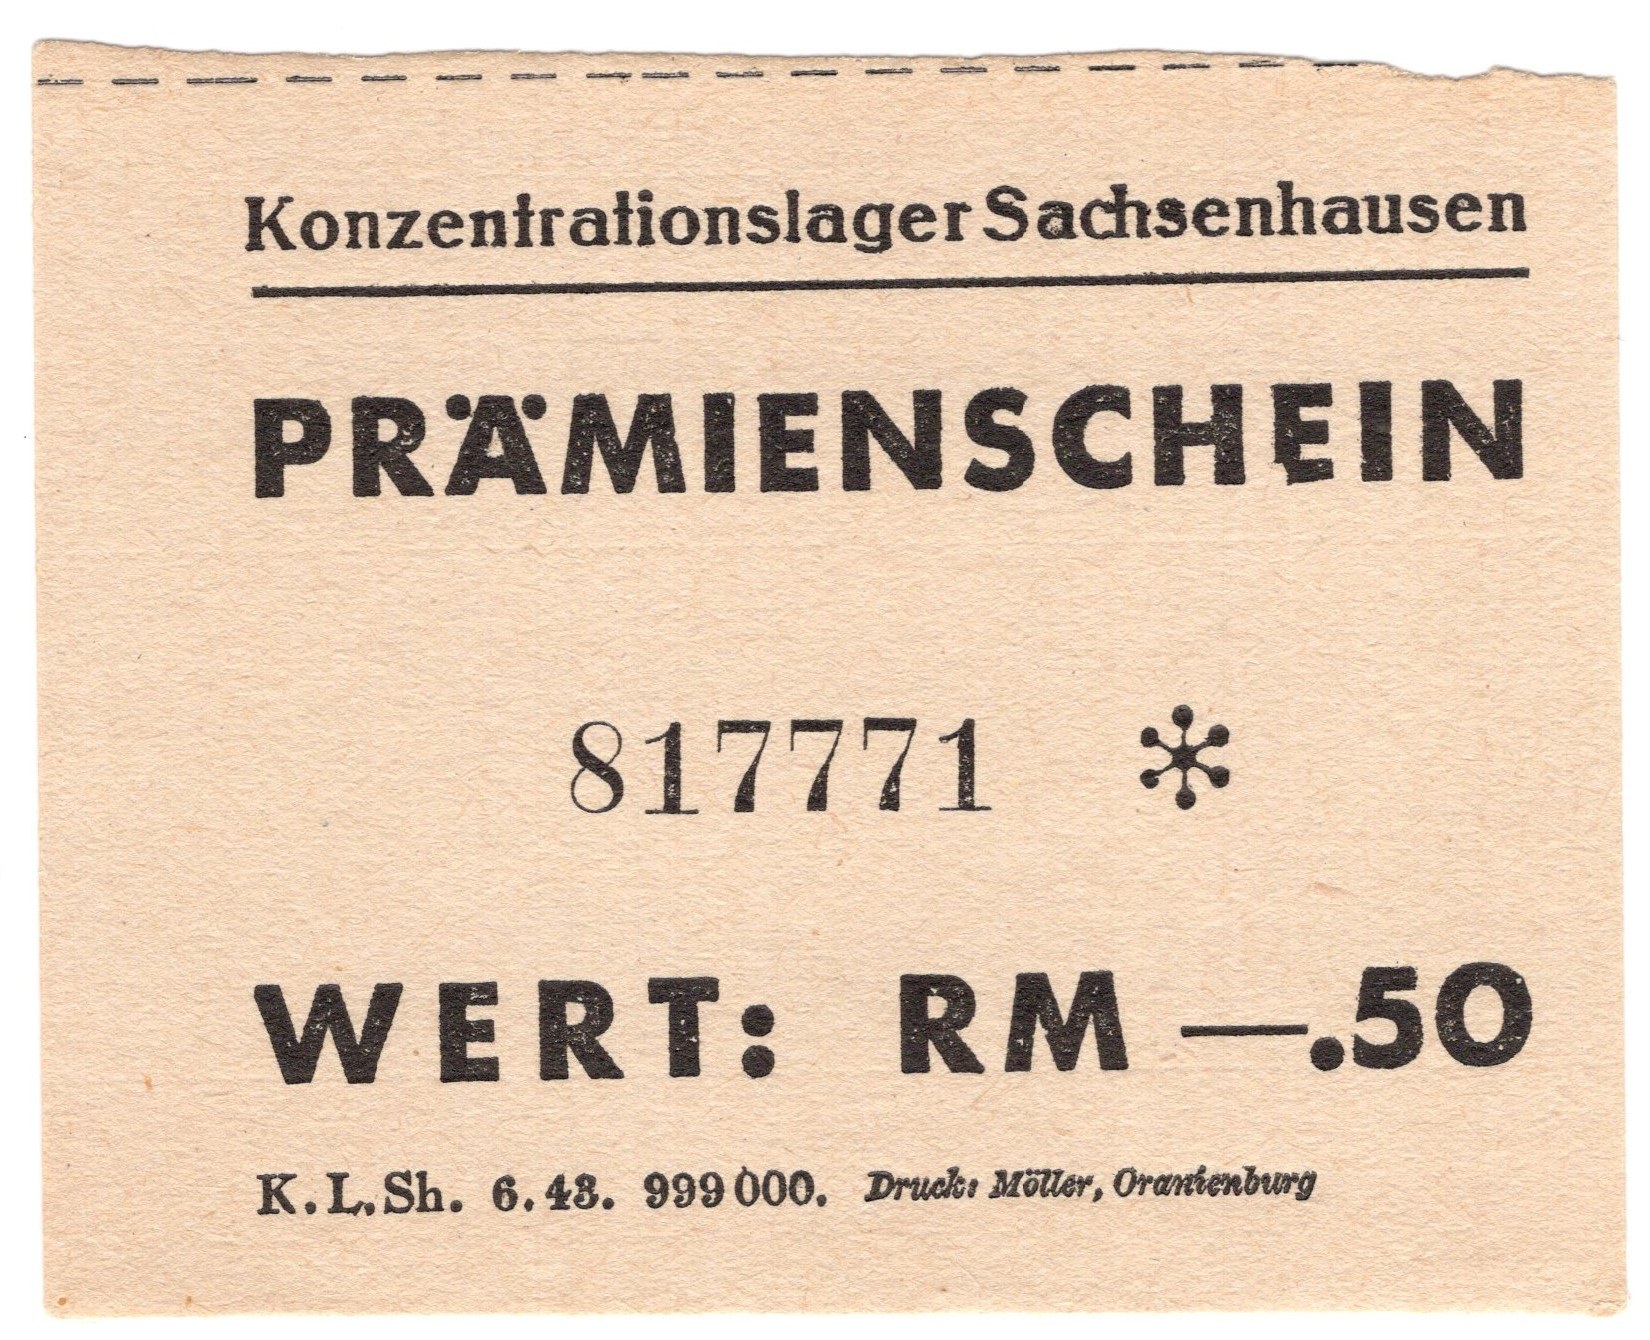 Konzentrationslager Sachsenhausen
PRÄMIENSCHEIN
817771 *
WERT: RM —.50
K.L.Sh. 6.43. 999000. Druck: Möller, Oranienburg